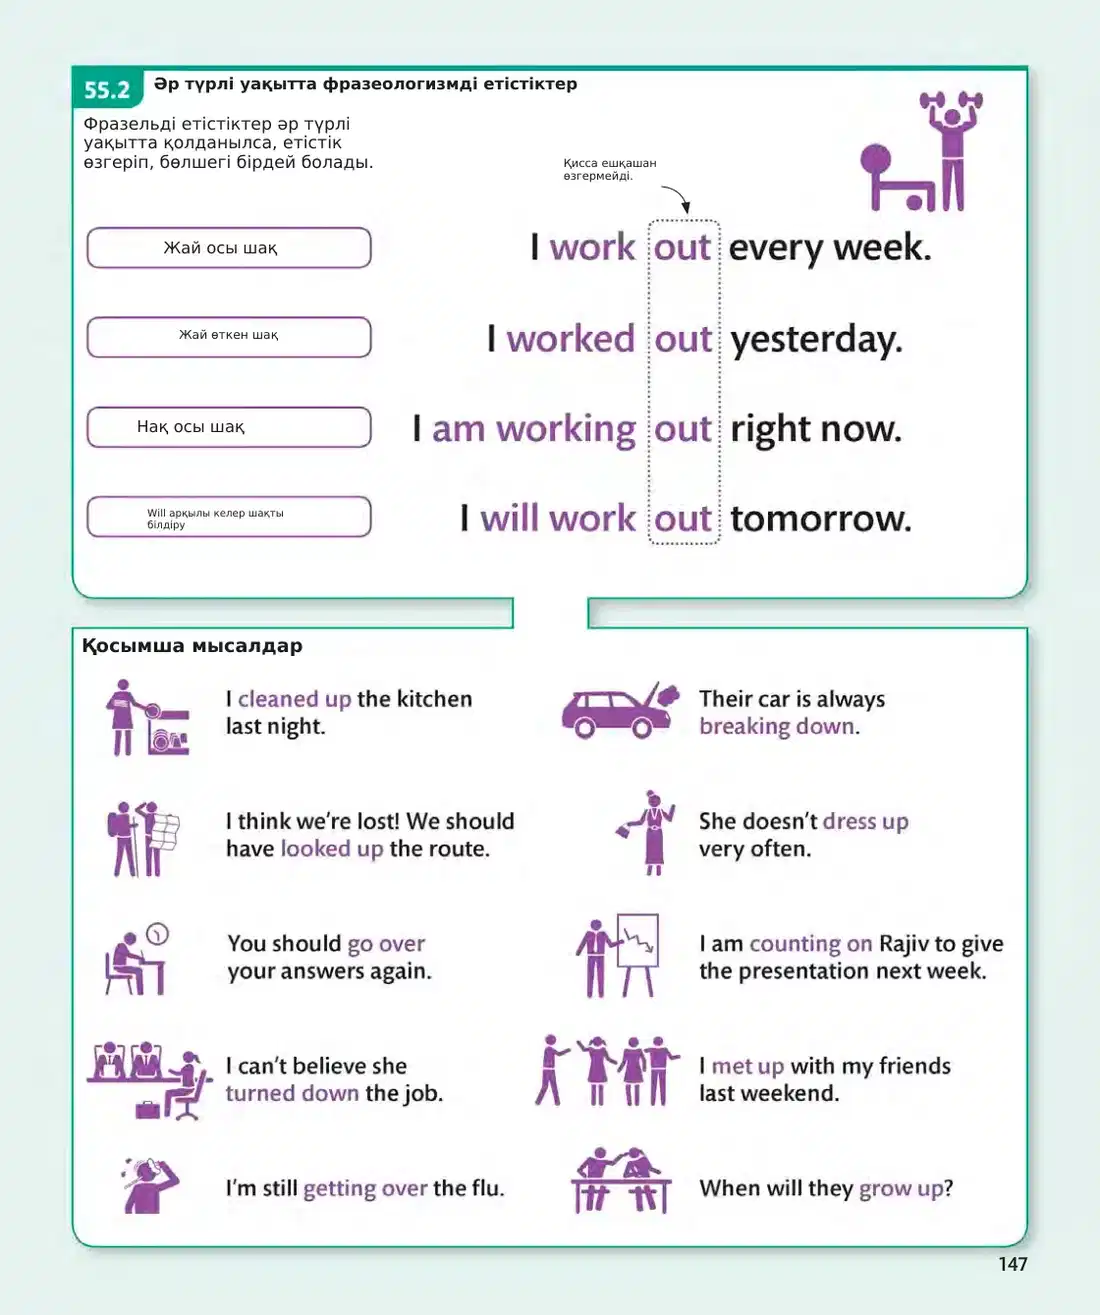 55.2
Әр түрлі уақытта фразеологизмді етістіктер
Фразельді етістіктер әр түрлі
уақытта қолданылса, етістік
өзгеріп, бөлшегі бірдей болады.
Қисса ешқашан
өзгермейді.
Жай осы шақ
I work out every week.
Жай өткен шақ
I worked out yesterday.
Нақ осы шақ
I am working out right now.
Will арқылы келер шақты
білдіру
I will work out tomorrow.
Қосымша мысалдар
I cleaned up the kitchen
last night.
Their car is always
breaking down.
I think we're lost! We should
have looked up the route.
She doesn't dress up
very often.
You should go over
your answers again.
I am counting on Rajiv to give
the presentation next week.
I can't believe she
turned down the job.
I met up with my friends
last weekend.
I'm still getting over the flu.
When will they grow up?
147